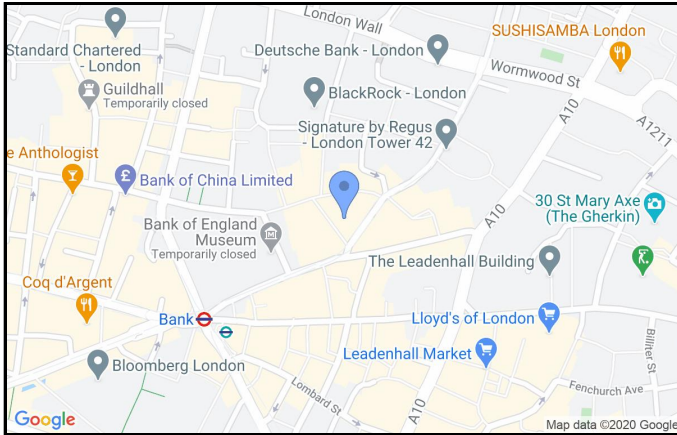 London Wall
Standard Chartered
- London
Deutsche Bank - London
SUSHISAMBA London
Wormwood St
Guildhall
Temporarily closed
BlackRock - London
A10
A1211
Signature by Regus
- London Tower 42
e Anthologist
Bank of China Limited
£
30 St Mary Axe
(The Gherkin)
A10
Bank of England
Museum
Temporarily closed
The Leadenhall Building
Coq d'Argent
Bank
Lloyd's of London
Leadenhall Market
Billiter St
Bloomberg London
Lombard St
Fenchurch Ave
A10
Google
Map data ©2020 Google